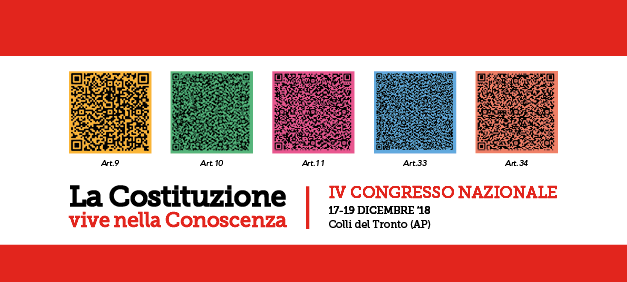 Art.9
Art.10
Art.11
Art.33
Art.34
La Costituzione
vive nella Conoscenza
IV CONGRESSO NAZIONALE
17-19 DICEMBRE '18
Colli del Tronto (AP)